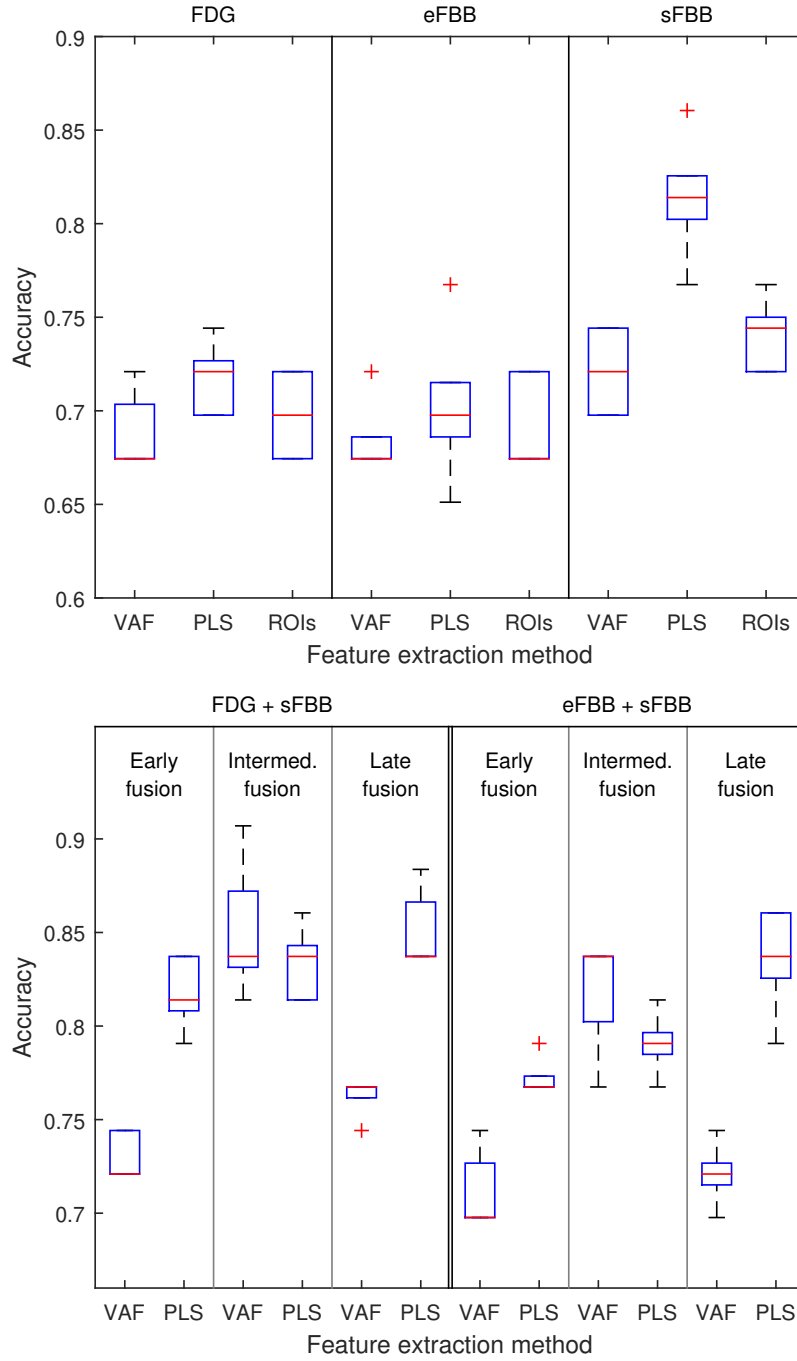 FDG eFBB sFBB
0.9
0.85
0.8
0.75
0.7
0.65
0.6
Accuracy
VAF PLS ROIs VAF PLS ROIs VAF PLS ROIs
Feature extraction method
FDG + sFBB eFBB + sFBB
Early Intermed. Late Early Intermed. Late
fusion fusion fusion fusion fusion fusion
0.9
0.85
0.8
0.75
0.7
Accuracy
VAF PLS VAF PLS VAF PLS VAF PLS VAF PLS VAF PLS
Feature extraction method